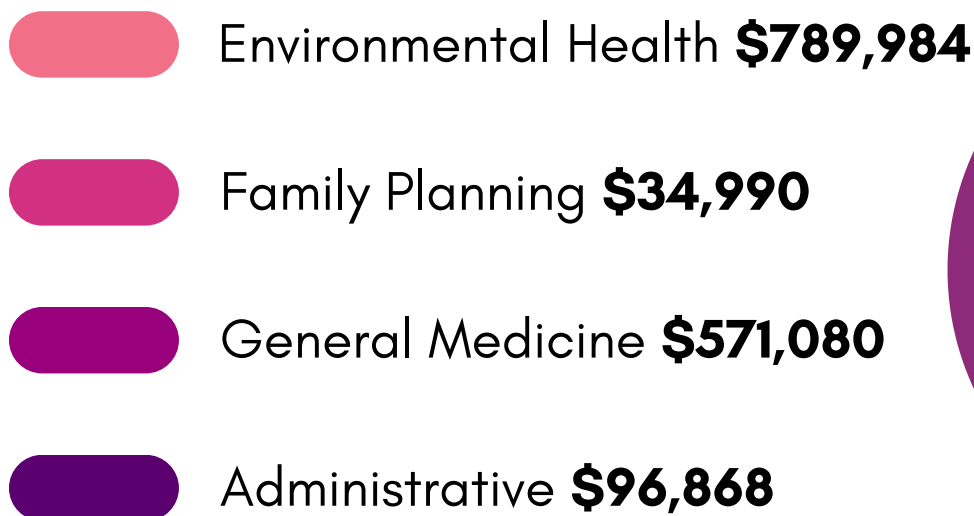 Environmental Health $789,984
Family Planning $34,990
General Medicine $571,080
Administrative $96,868